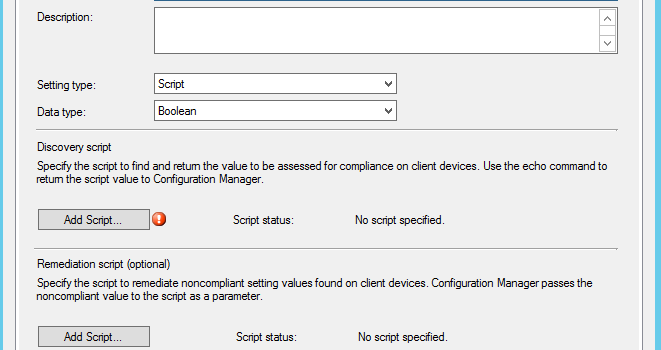 Description:
Setting type: Script
Data type: Boolean
Discovery script
Specify the script to find and return the value to be assessed for compliance on client devices. Use the echo command to
return the script value to Configuration Manager.
Add Script... Script status: No script specified.
Remediation script (optional)
Specify the script to remediate noncompliant setting values found on client devices. Configuration Manager passes the
noncompliant value to the script as a parameter.
Add Script... Script status: No script specified.